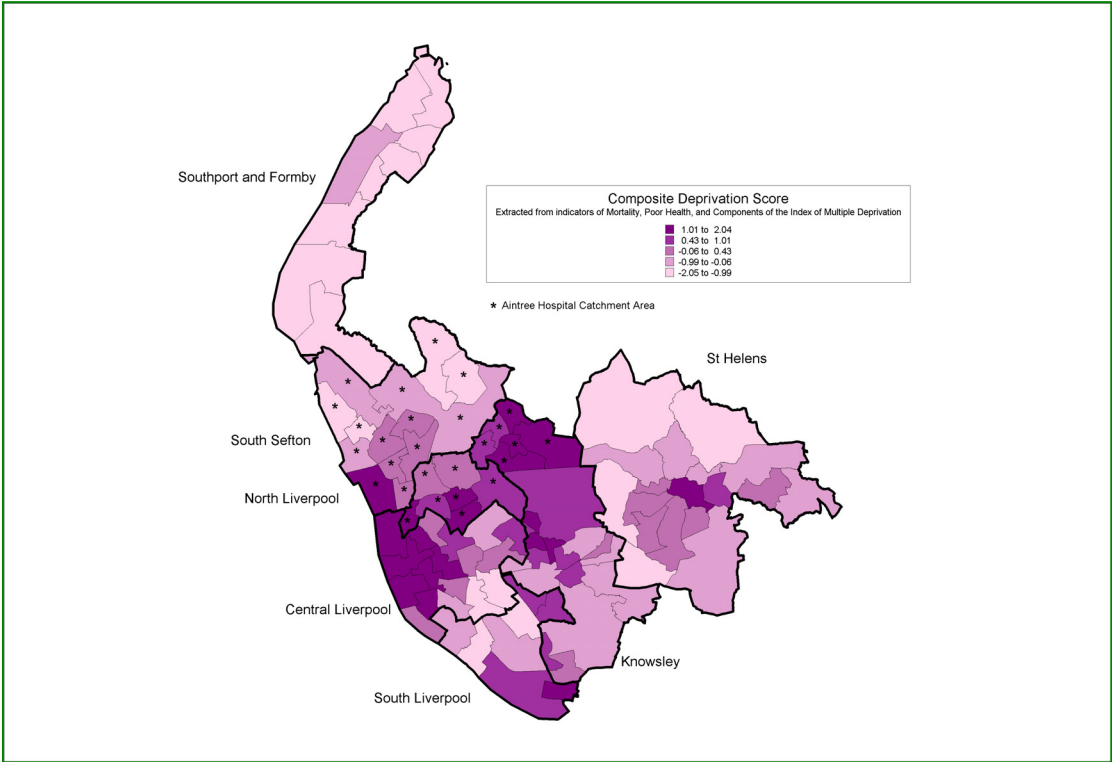 Southport and Formby
Composite Deprivation Score
Extracted from indicators of Mortality, Poor Health, and Components of the Index of Multiple Deprivation
1.01 to 2.04
0.43 to 1.01
-0.06 to 0.43
-0.99 to -0.06
-2.05 to -0.99
* Aintree Hospital Catchment Area
St Helens
South Sefton
North Liverpool
Central Liverpool
Knowsley
South Liverpool